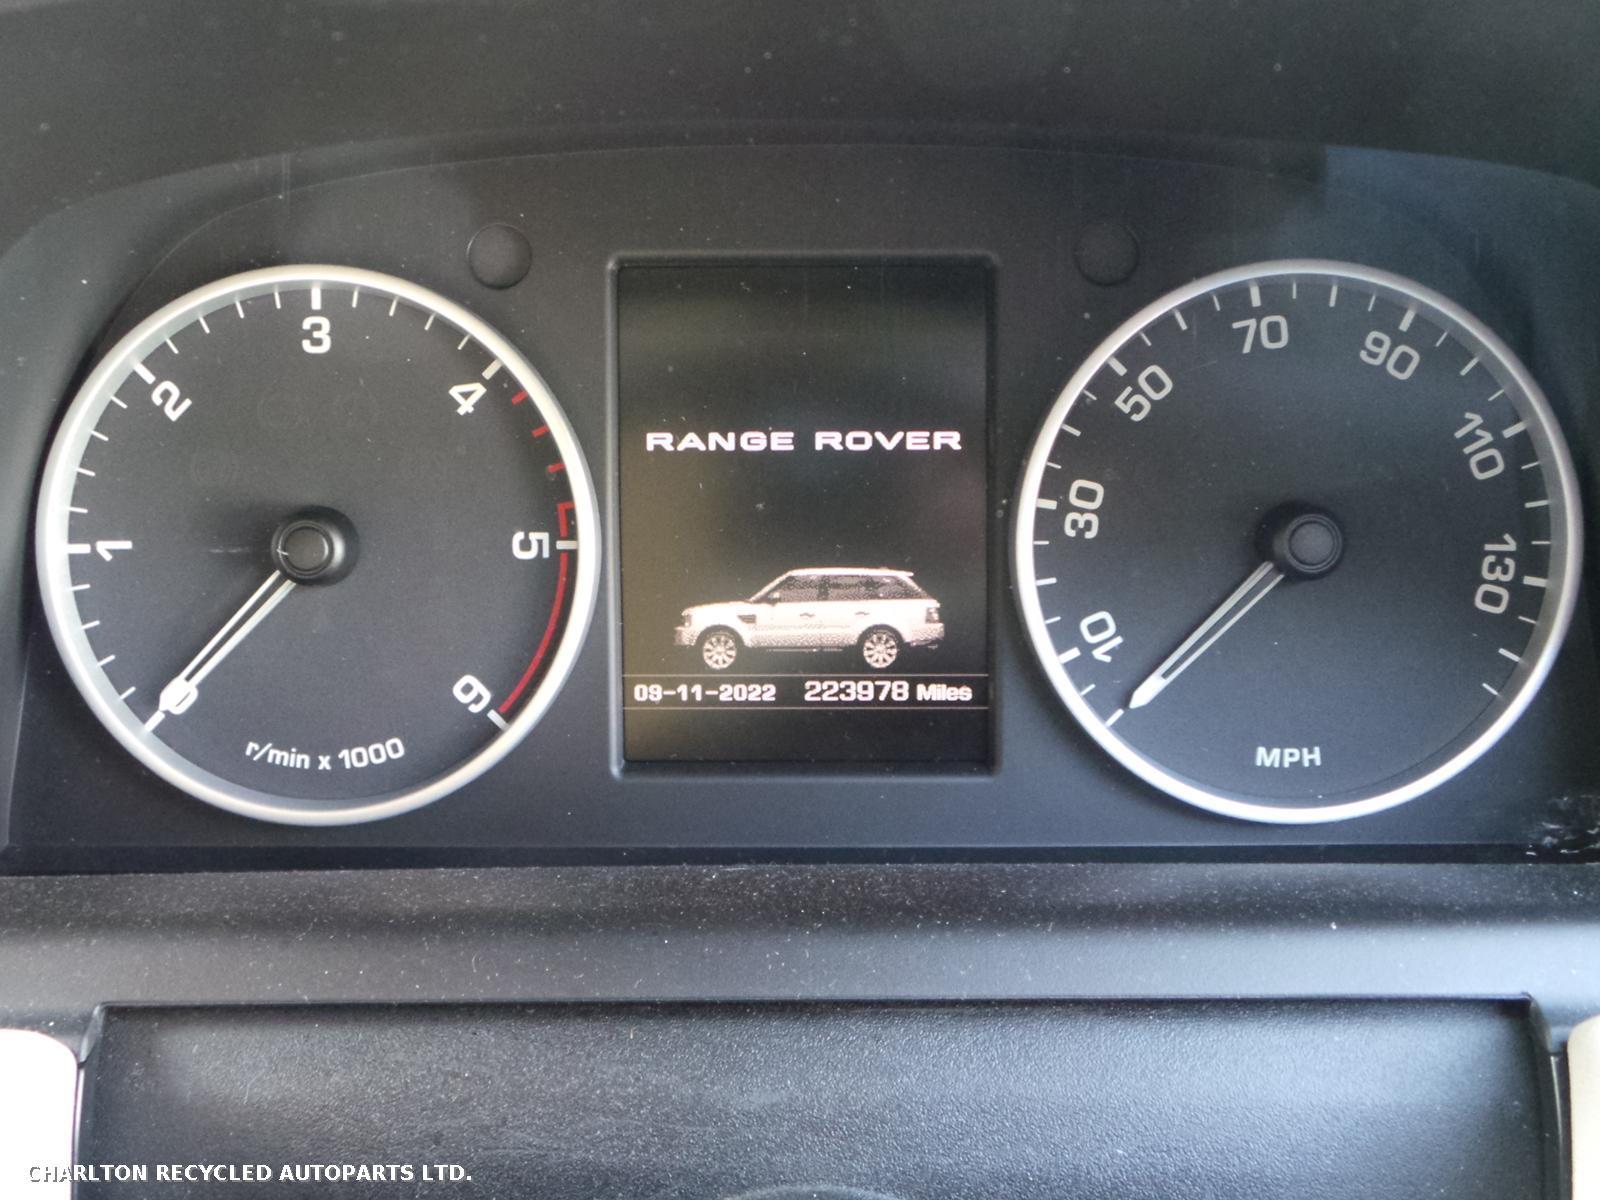 1
2
3
4
5
6
0
r/min x 1000
RANGE ROVER
09-11-2022 223978 Miles
10
30
50
70
90
110
130
MPH
CHARLTON RECYCLED AUTOPARTS LTD.